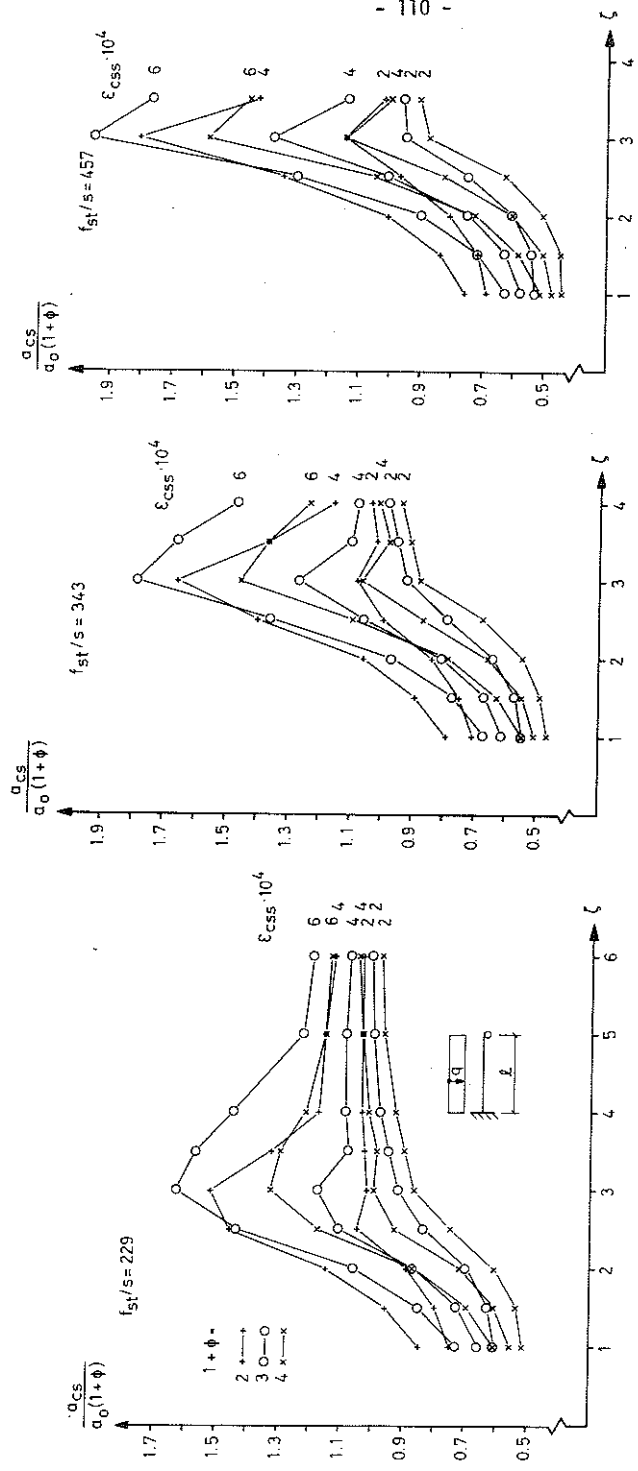 - 110 -
a_cs
a_o (1+ϕ)
f_st/s = 229
ε_css · 10⁴
1.7
1.5
1.3
1.1
0.9
0.7
0.5
1 + ϕ =
2 +—+
3 o—o
4 x—x
6
6 4
4
2 4
2
2
q
ℓ
1 2 3 4 5 6 ζ
a_cs
a_o (1+ϕ)
f_st/s = 343
ε_css · 10⁴
1.9
1.7
1.5
1.3
1.1
0.9
0.7
0.5
6
6
4
4
2
4
2
2
1 2 3 4 ζ
a_cs
a_o (1+ϕ)
f_st/s = 457
ε_css · 10⁴
1.9
1.7
1.5
1.3
1.1
0.9
0.7
0.5
6
6
4
4
2
4
2
2
1 2 3 4 ζ